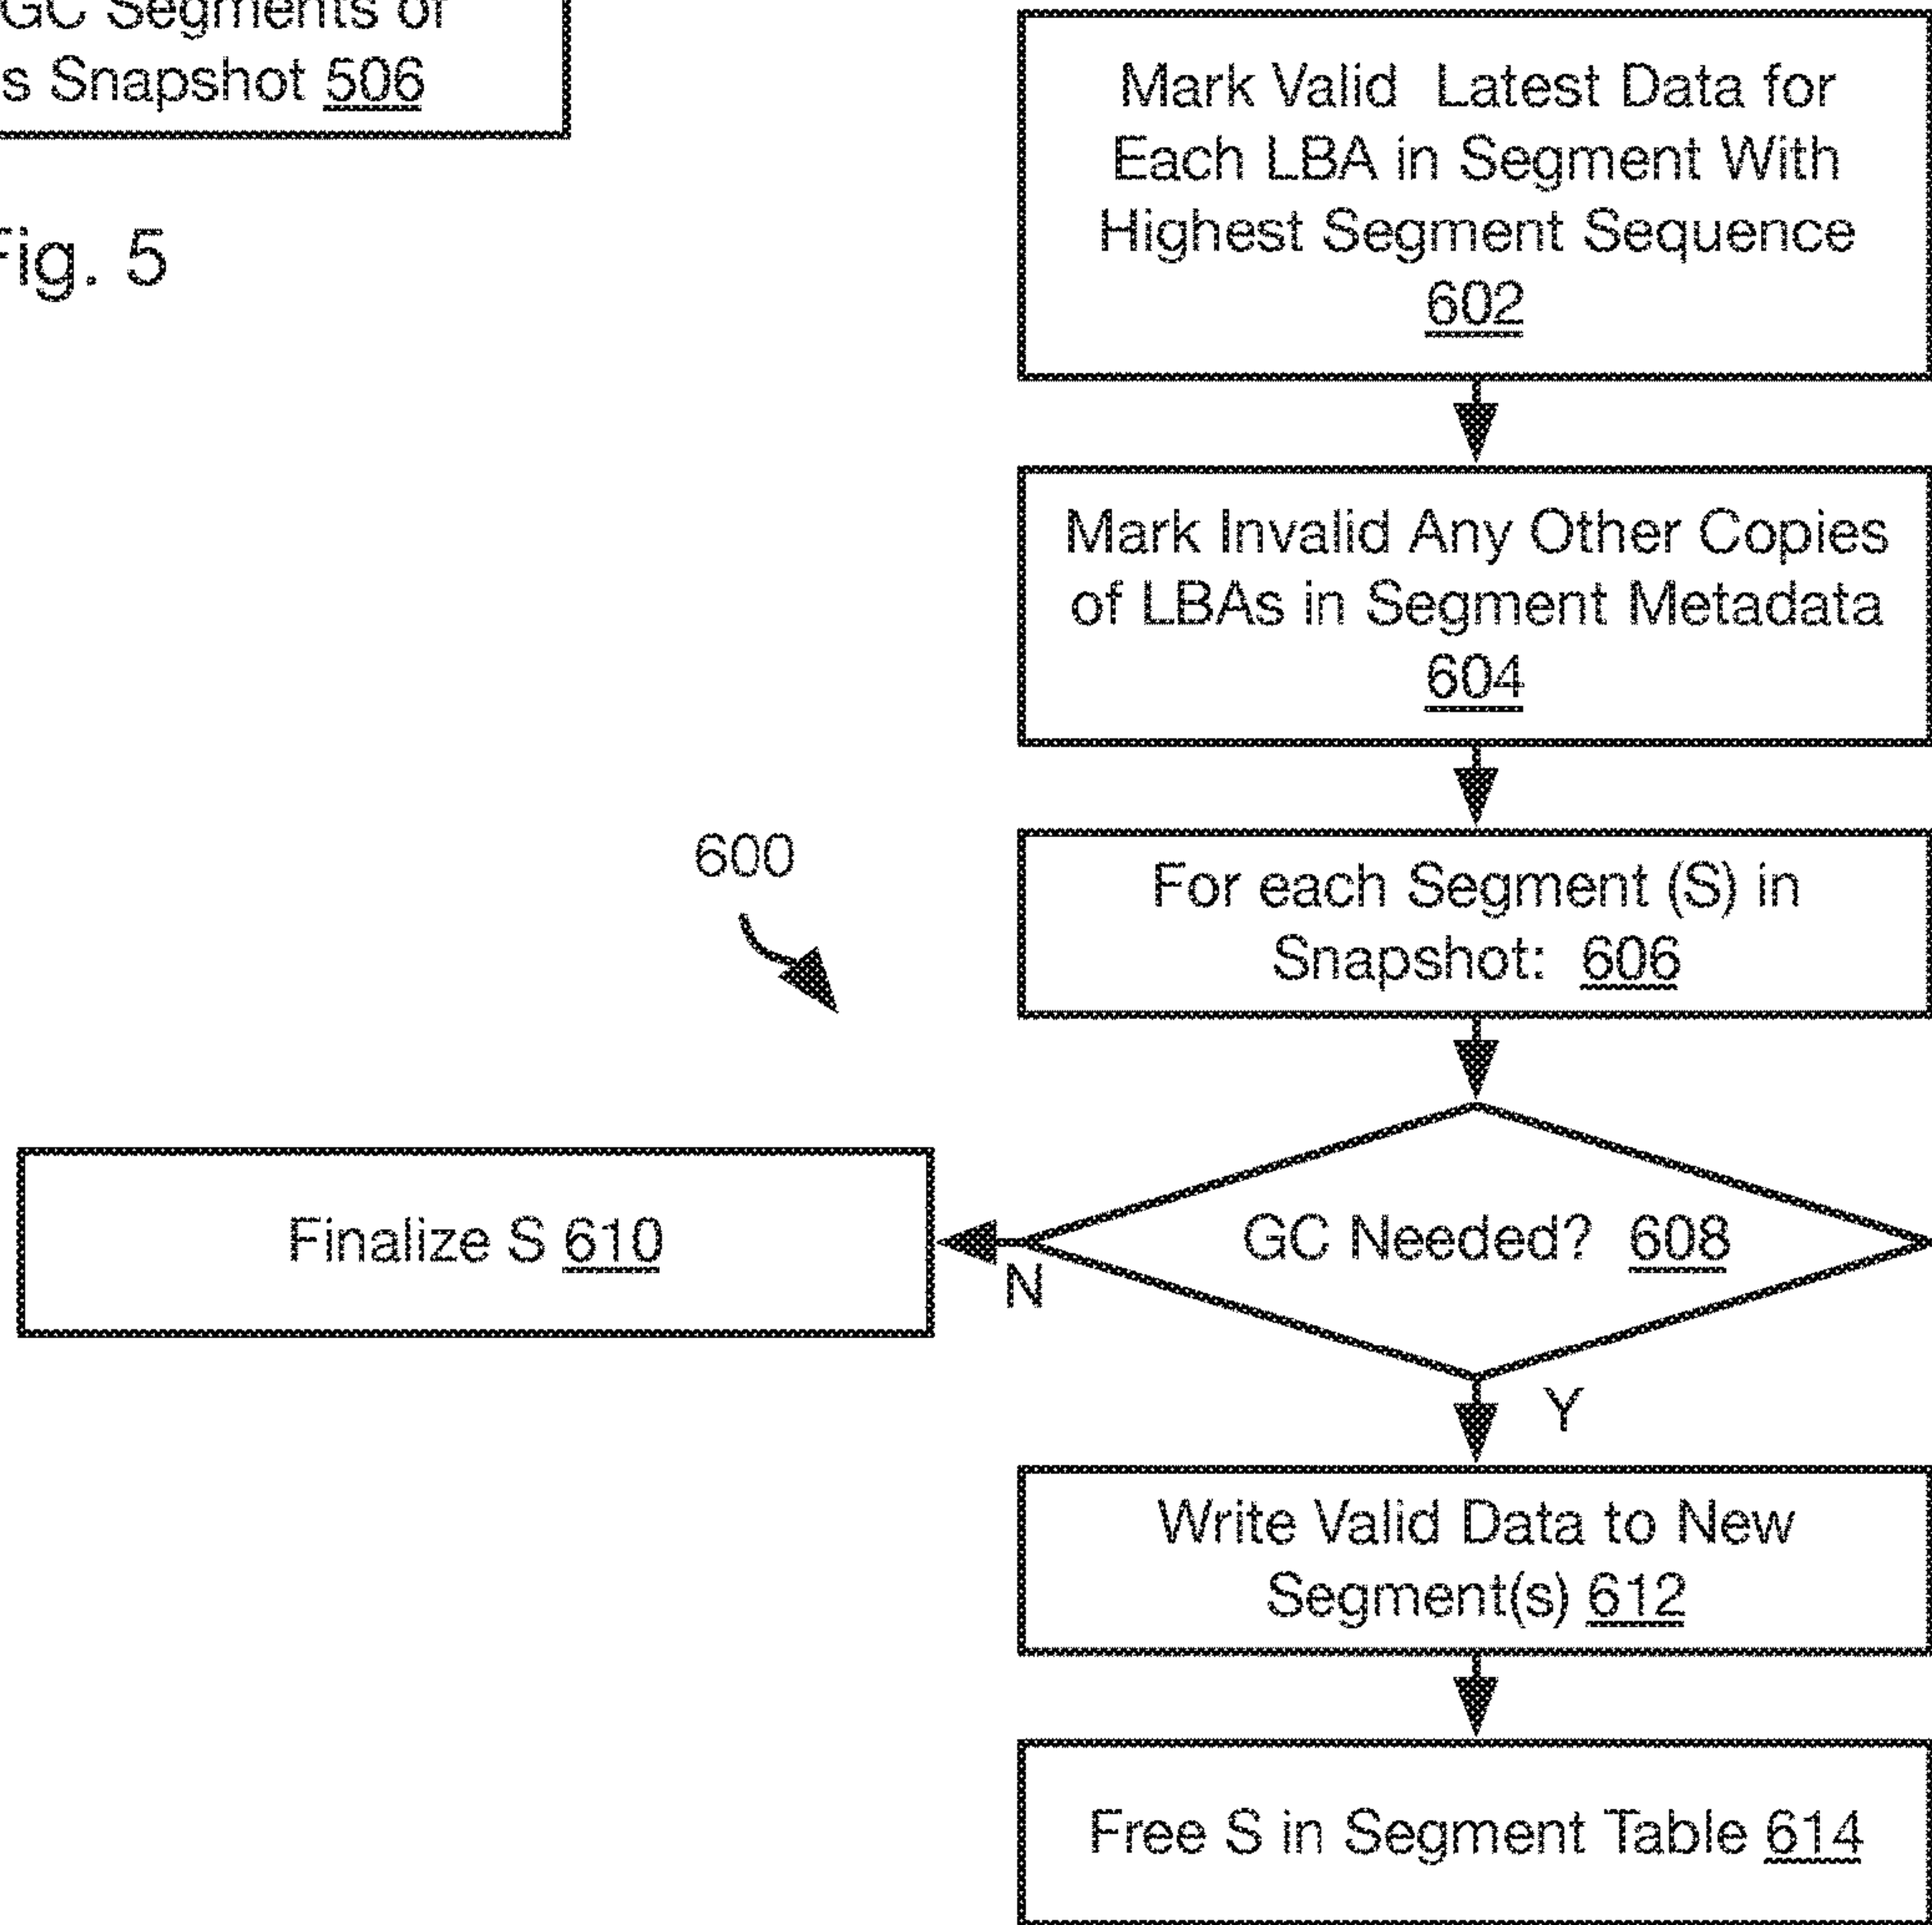 GC Segments of
s Snapshot 506
Fig. 5
Mark Valid Latest Data for
Each LBA in Segment With
Highest Segment Sequence
602
Mark Invalid Any Other Copies
of LBAs in Segment Metadata
604
600
For each Segment (S) in
Snapshot: 606
GC Needed? 608
N
Finalize S 610
Y
Write Valid Data to New
Segment(s) 612
Free S in Segment Table 614